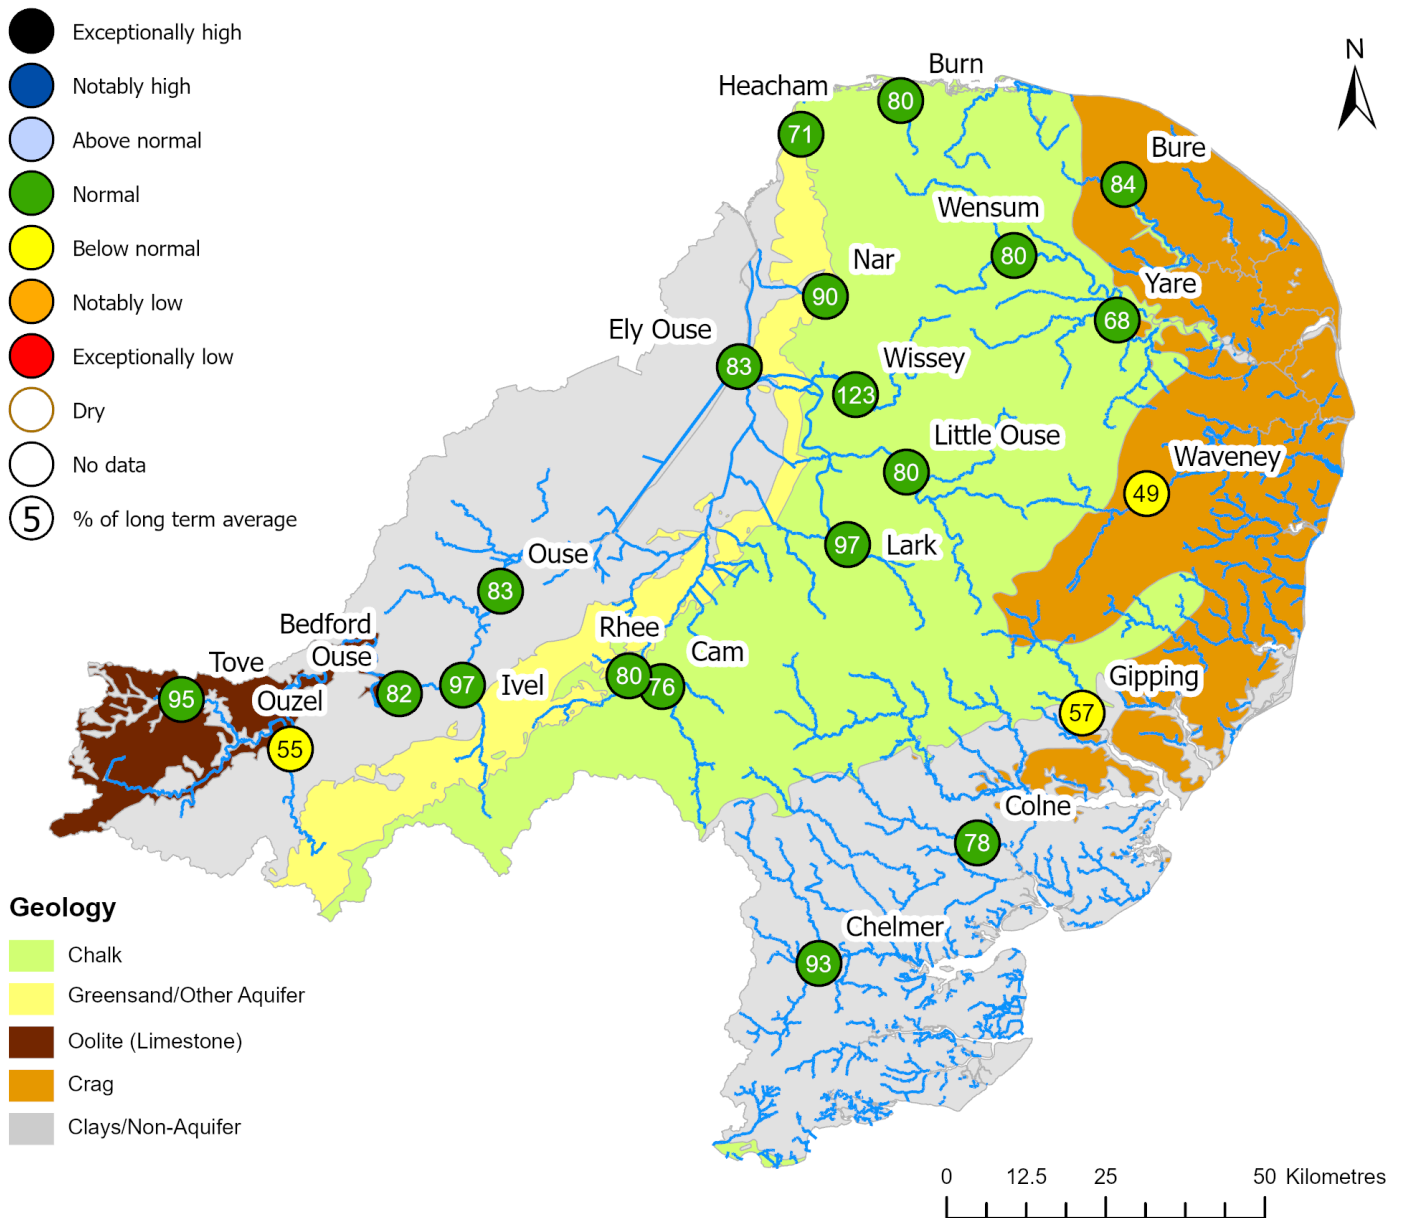 Exceptionally high
Notably high
Above normal
Normal
Below normal
Notably low
Exceptionally low
Dry
No data
5 % of long term average
N
Burn
80
Heacham
71
Bure
84
Wensum
80
Nar
90
Yare
68
Ely Ouse
83
Wissey
123
Little Ouse
80
Waveney
49
Lark
97
Ouse
83
Bedford
Ouse
82
Rhee
80
Cam
76
Tove
95
Ouzel
55
97
Ivel
Gipping
57
Colne
78
Chelmer
93
Geology
Chalk
Greensand/Other Aquifer
Oolite (Limestone)
Crag
Clays/Non-Aquifer
0 12.5 25 50 Kilometres